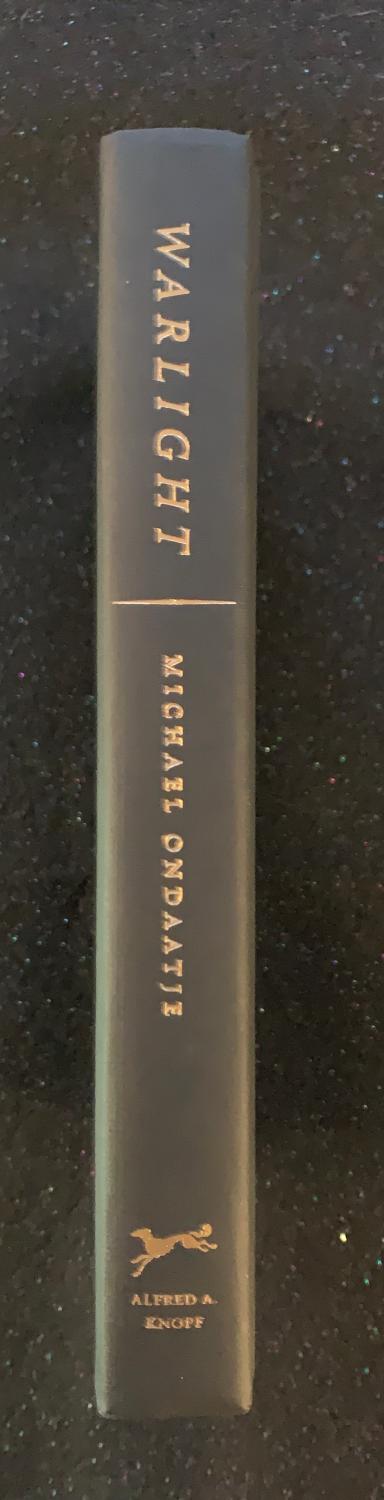 WARLIGHT
MICHAEL ONDAATJE
ALFRED A.
KNOPF